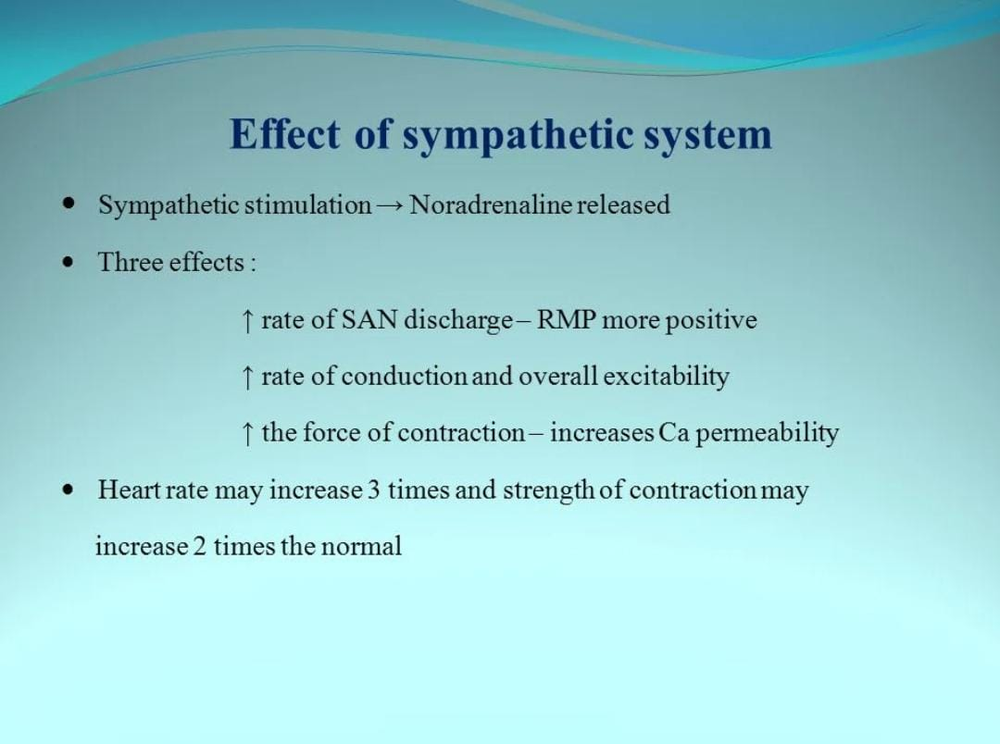 Effect of sympathetic system
• Sympathetic stimulation → Noradrenaline released
• Three effects :
↑ rate of SAN discharge – RMP more positive
↑ rate of conduction and overall excitability
↑ the force of contraction – increases Ca permeability
• Heart rate may increase 3 times and strength of contraction may
increase 2 times the normal